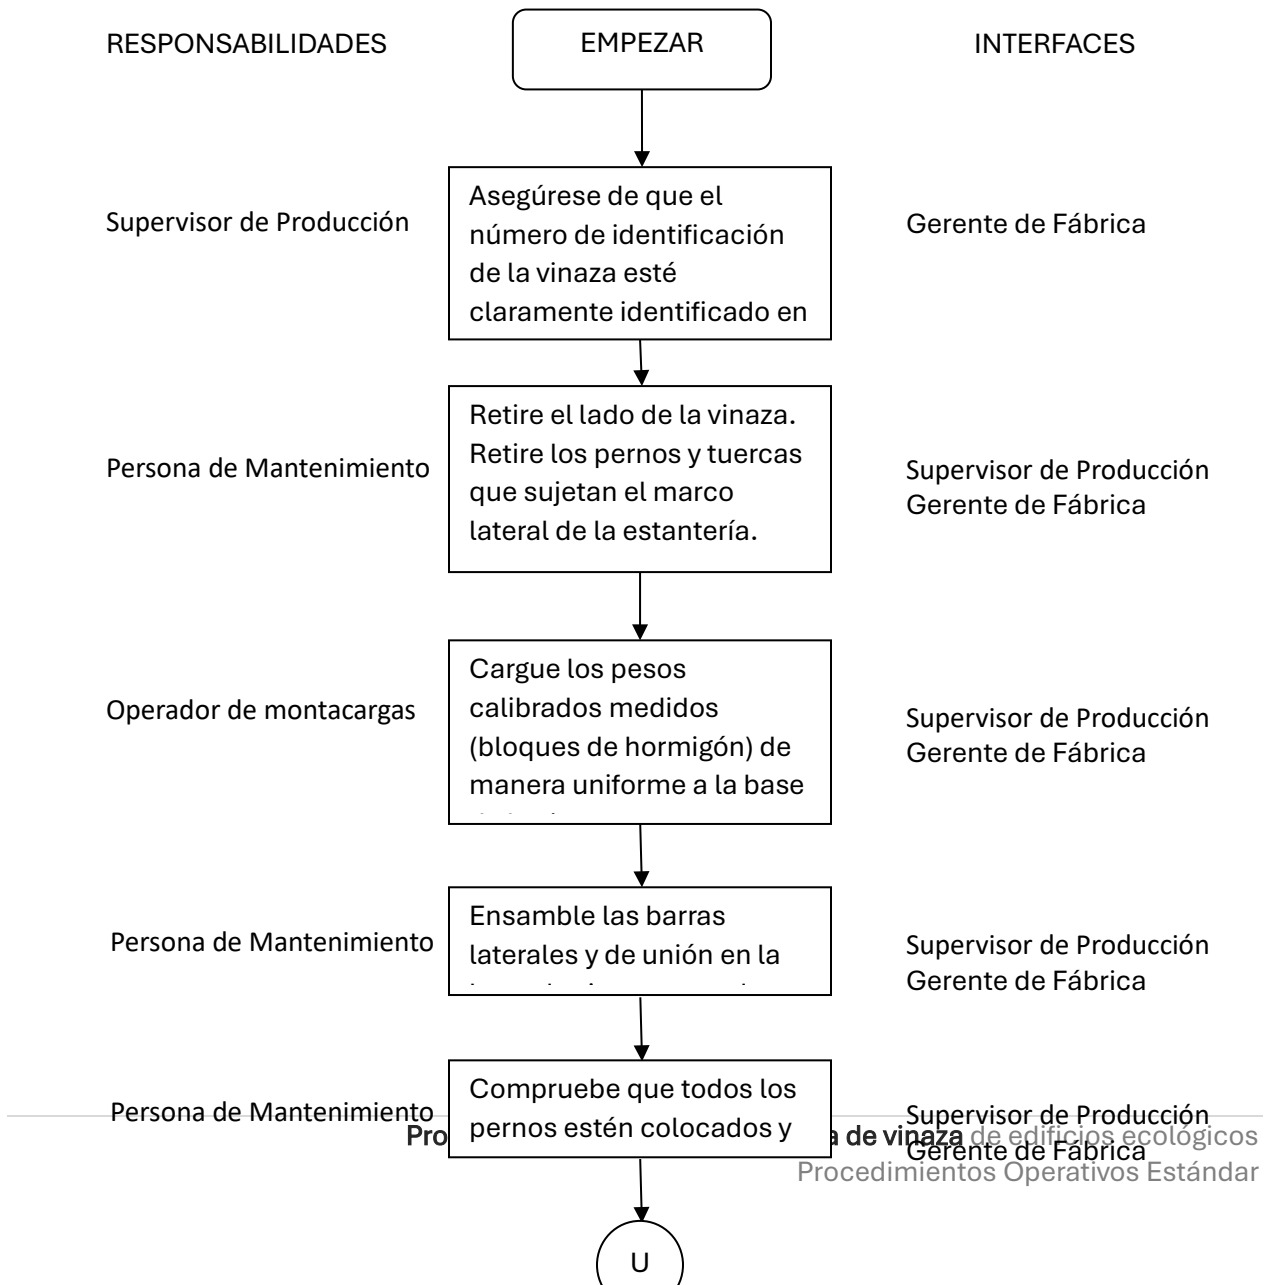 RESPONSABILIDADES
EMPEZAR
INTERFACES
Supervisor de Producción
Asegúrese de que el
número de identificación
de la vinaza esté
claramente identificado en
Gerente de Fábrica
Persona de Mantenimiento
Retire el lado de la vinaza.
Retire los pernos y tuercas
que sujetan el marco
lateral de la estantería.
Supervisor de Producción
Gerente de Fábrica
Operador de montacargas
Cargue los pesos
calibrados medidos
(bloques de hormigón) de
manera uniforme a la base
Supervisor de Producción
Gerente de Fábrica
Persona de Mantenimiento
Ensamble las barras
laterales y de unión en la
Supervisor de Producción
Gerente de Fábrica
Persona de Mantenimiento
Compruebe que todos los
pernos estén colocados y
Supervisor de Producción
Gerente de Fábrica
de vinaza de edificios ecológicos
Procedimientos Operativos Estándar
U